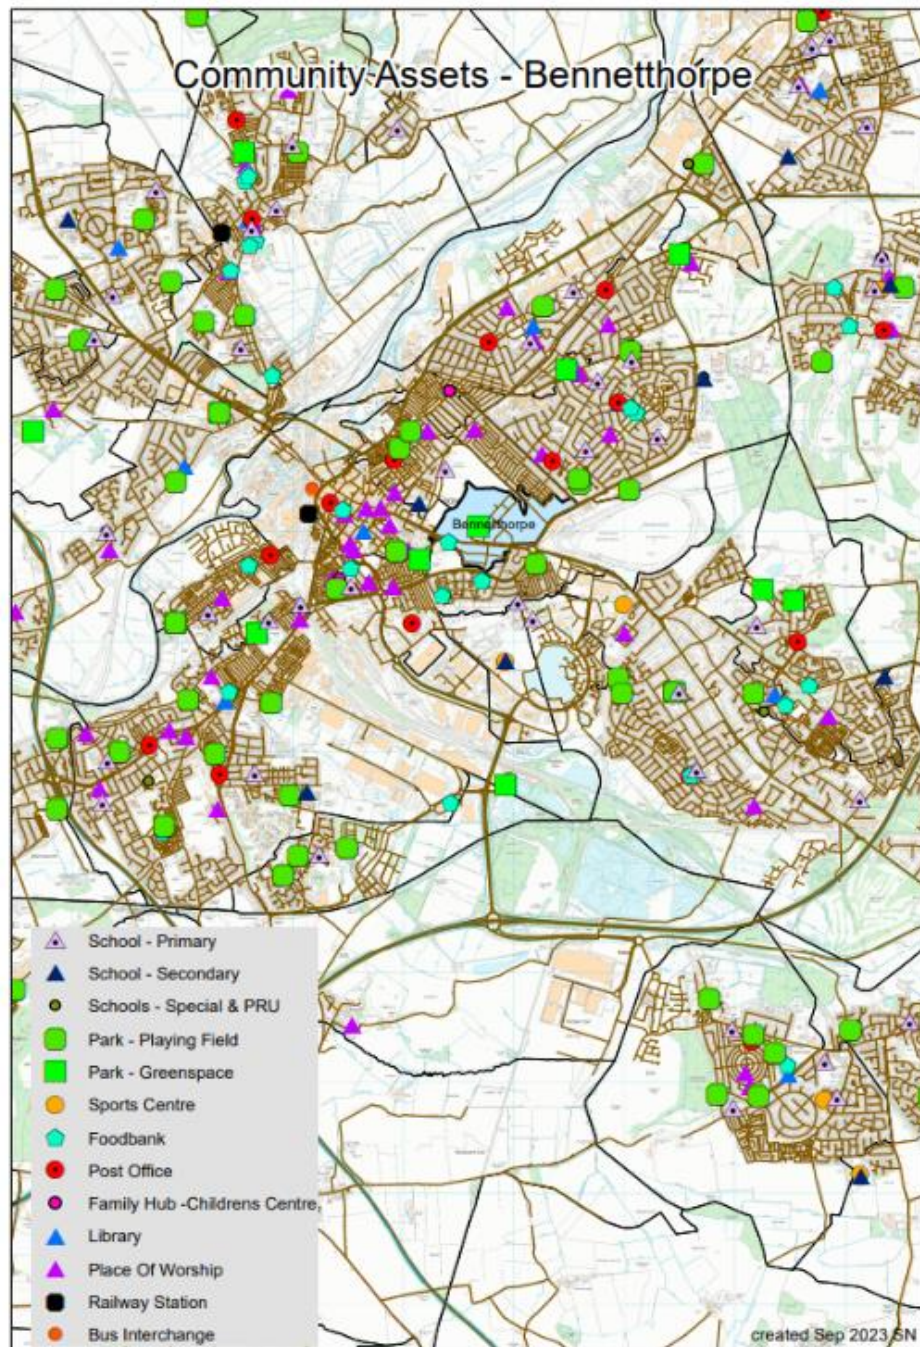 Community Assets - Bennetthorpe
Bennetthorpe
School - Primary
School - Secondary
Schools - Special & PRU
Park - Playing Field
Park - Greenspace
Sports Centre
Foodbank
Post Office
Family Hub -Childrens Centre
Library
Place Of Worship
Railway Station
Bus Interchange
created Sep 2023 SN